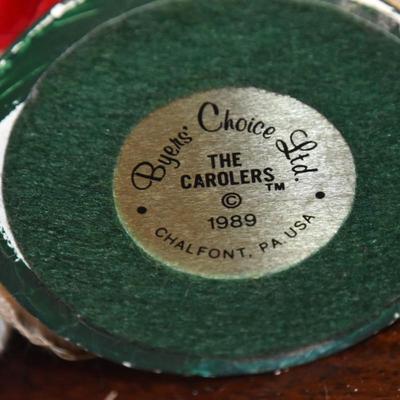 Byers' Choice Ltd.
THE
CAROLERS™
©
1989
CHALFONT, PA. USA